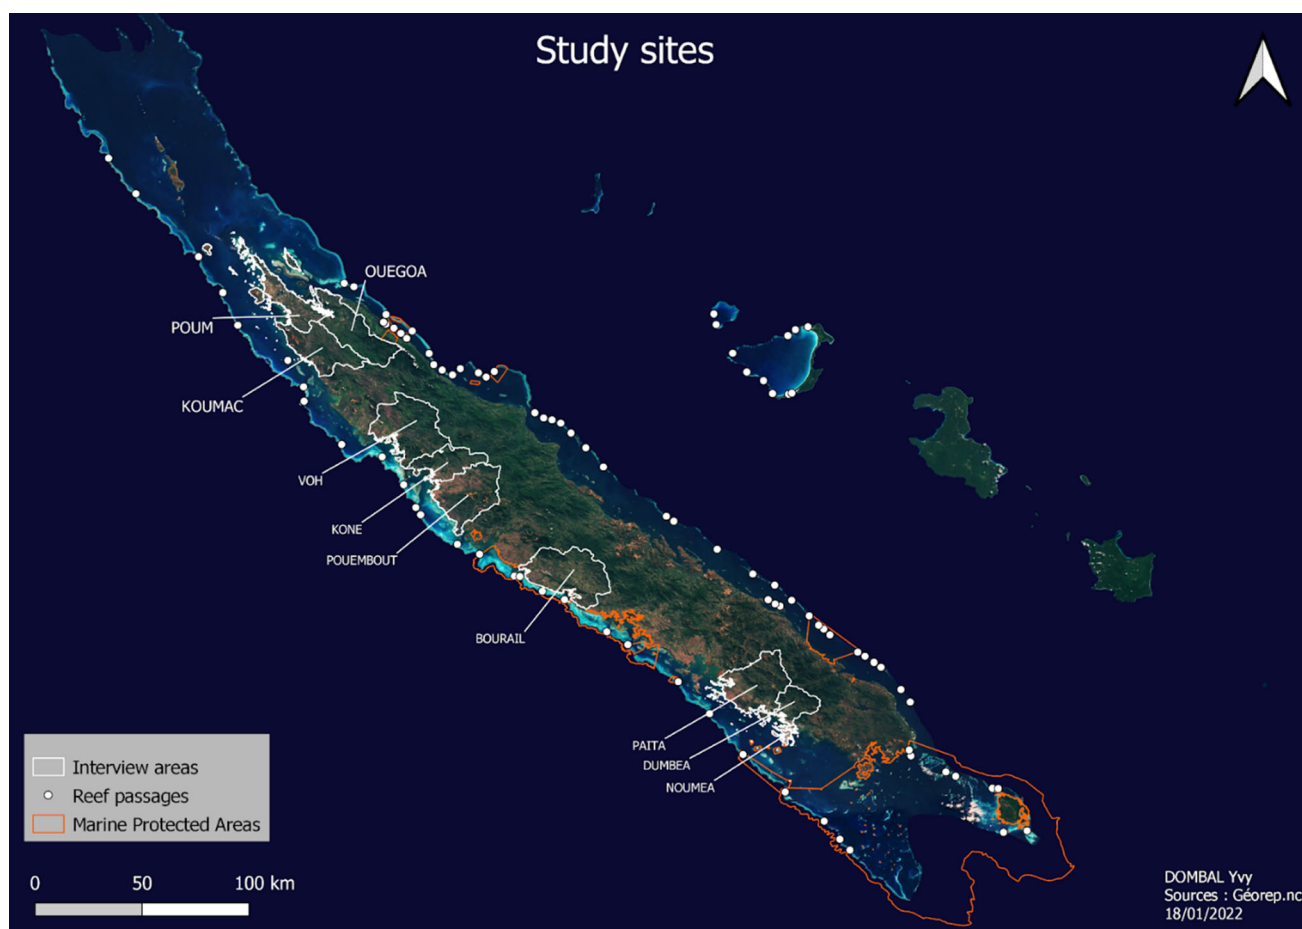 Study sites
OUEGOA
POUM
KOUMAC
VOH
KONE
POUEMBOUT
BOURAIL
PAITA
DUMBEA
NOUMEA
Interview areas
Reef passages
Marine Protected Areas
0 50 100 km
DOMBAL Yvy
Sources : Géorep.nc
18/01/2022